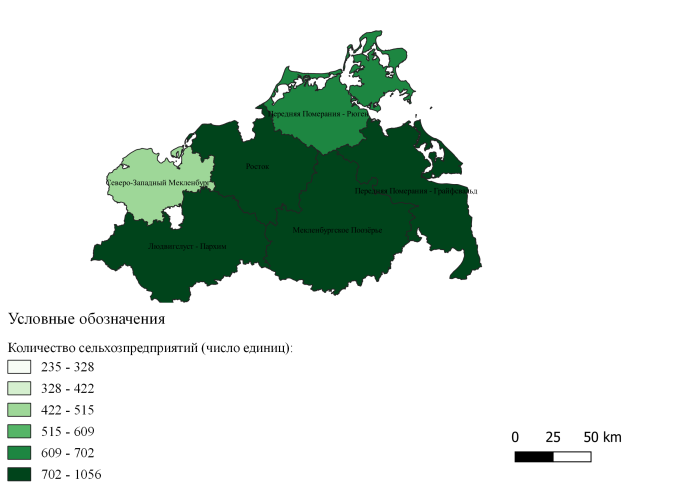 Передняя Померания - Рюген
Росток
Северо-Западный Мекленбург
Передняя Померания - Грайфсвальд
Мекленбургское Поозёрье
Людвигслуст - Пархим
Условные обозначения
Количество сельхозпредприятий (число единиц):
235 - 328
328 - 422
422 - 515
515 - 609
609 - 702
702 - 1056
0 25 50 km